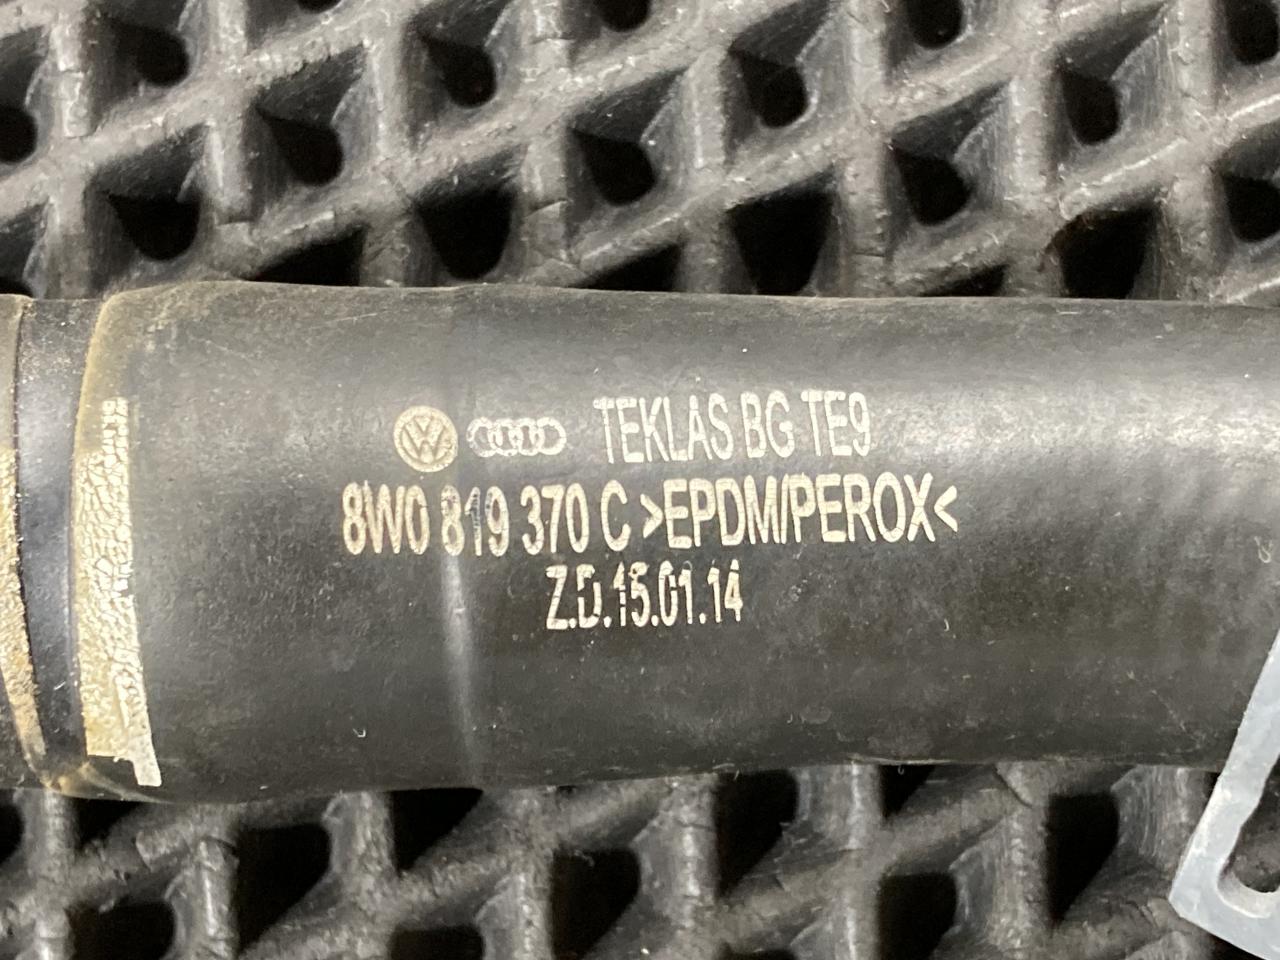 TEKLAS BG TE9
8W0 819 370 C >EPDM/PEROX<
Z.D.15.01.14